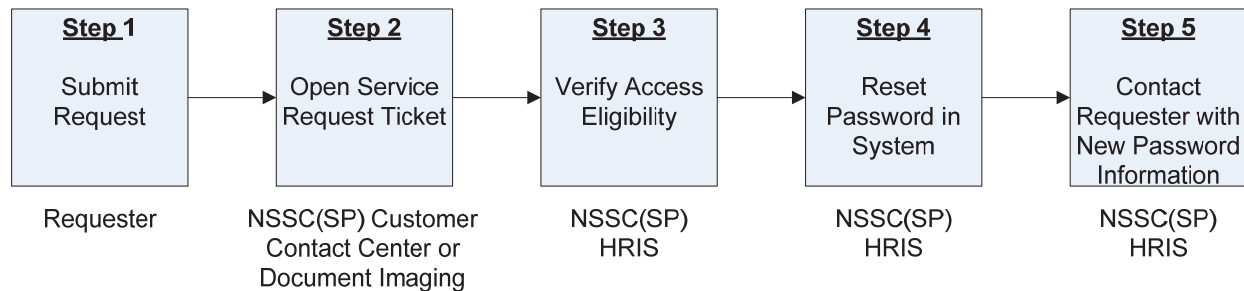 Step 1
Submit
Request
Requester
Step 2
Open Service
Request Ticket
NSSC(SP) Customer
Contact Center or
Document Imaging
Step 3
Verify Access
Eligibility
NSSC(SP)
HRIS
Step 4
Reset
Password in
System
NSSC(SP)
HRIS
Step 5
Contact
Requester with
New Password
Information
NSSC(SP)
HRIS